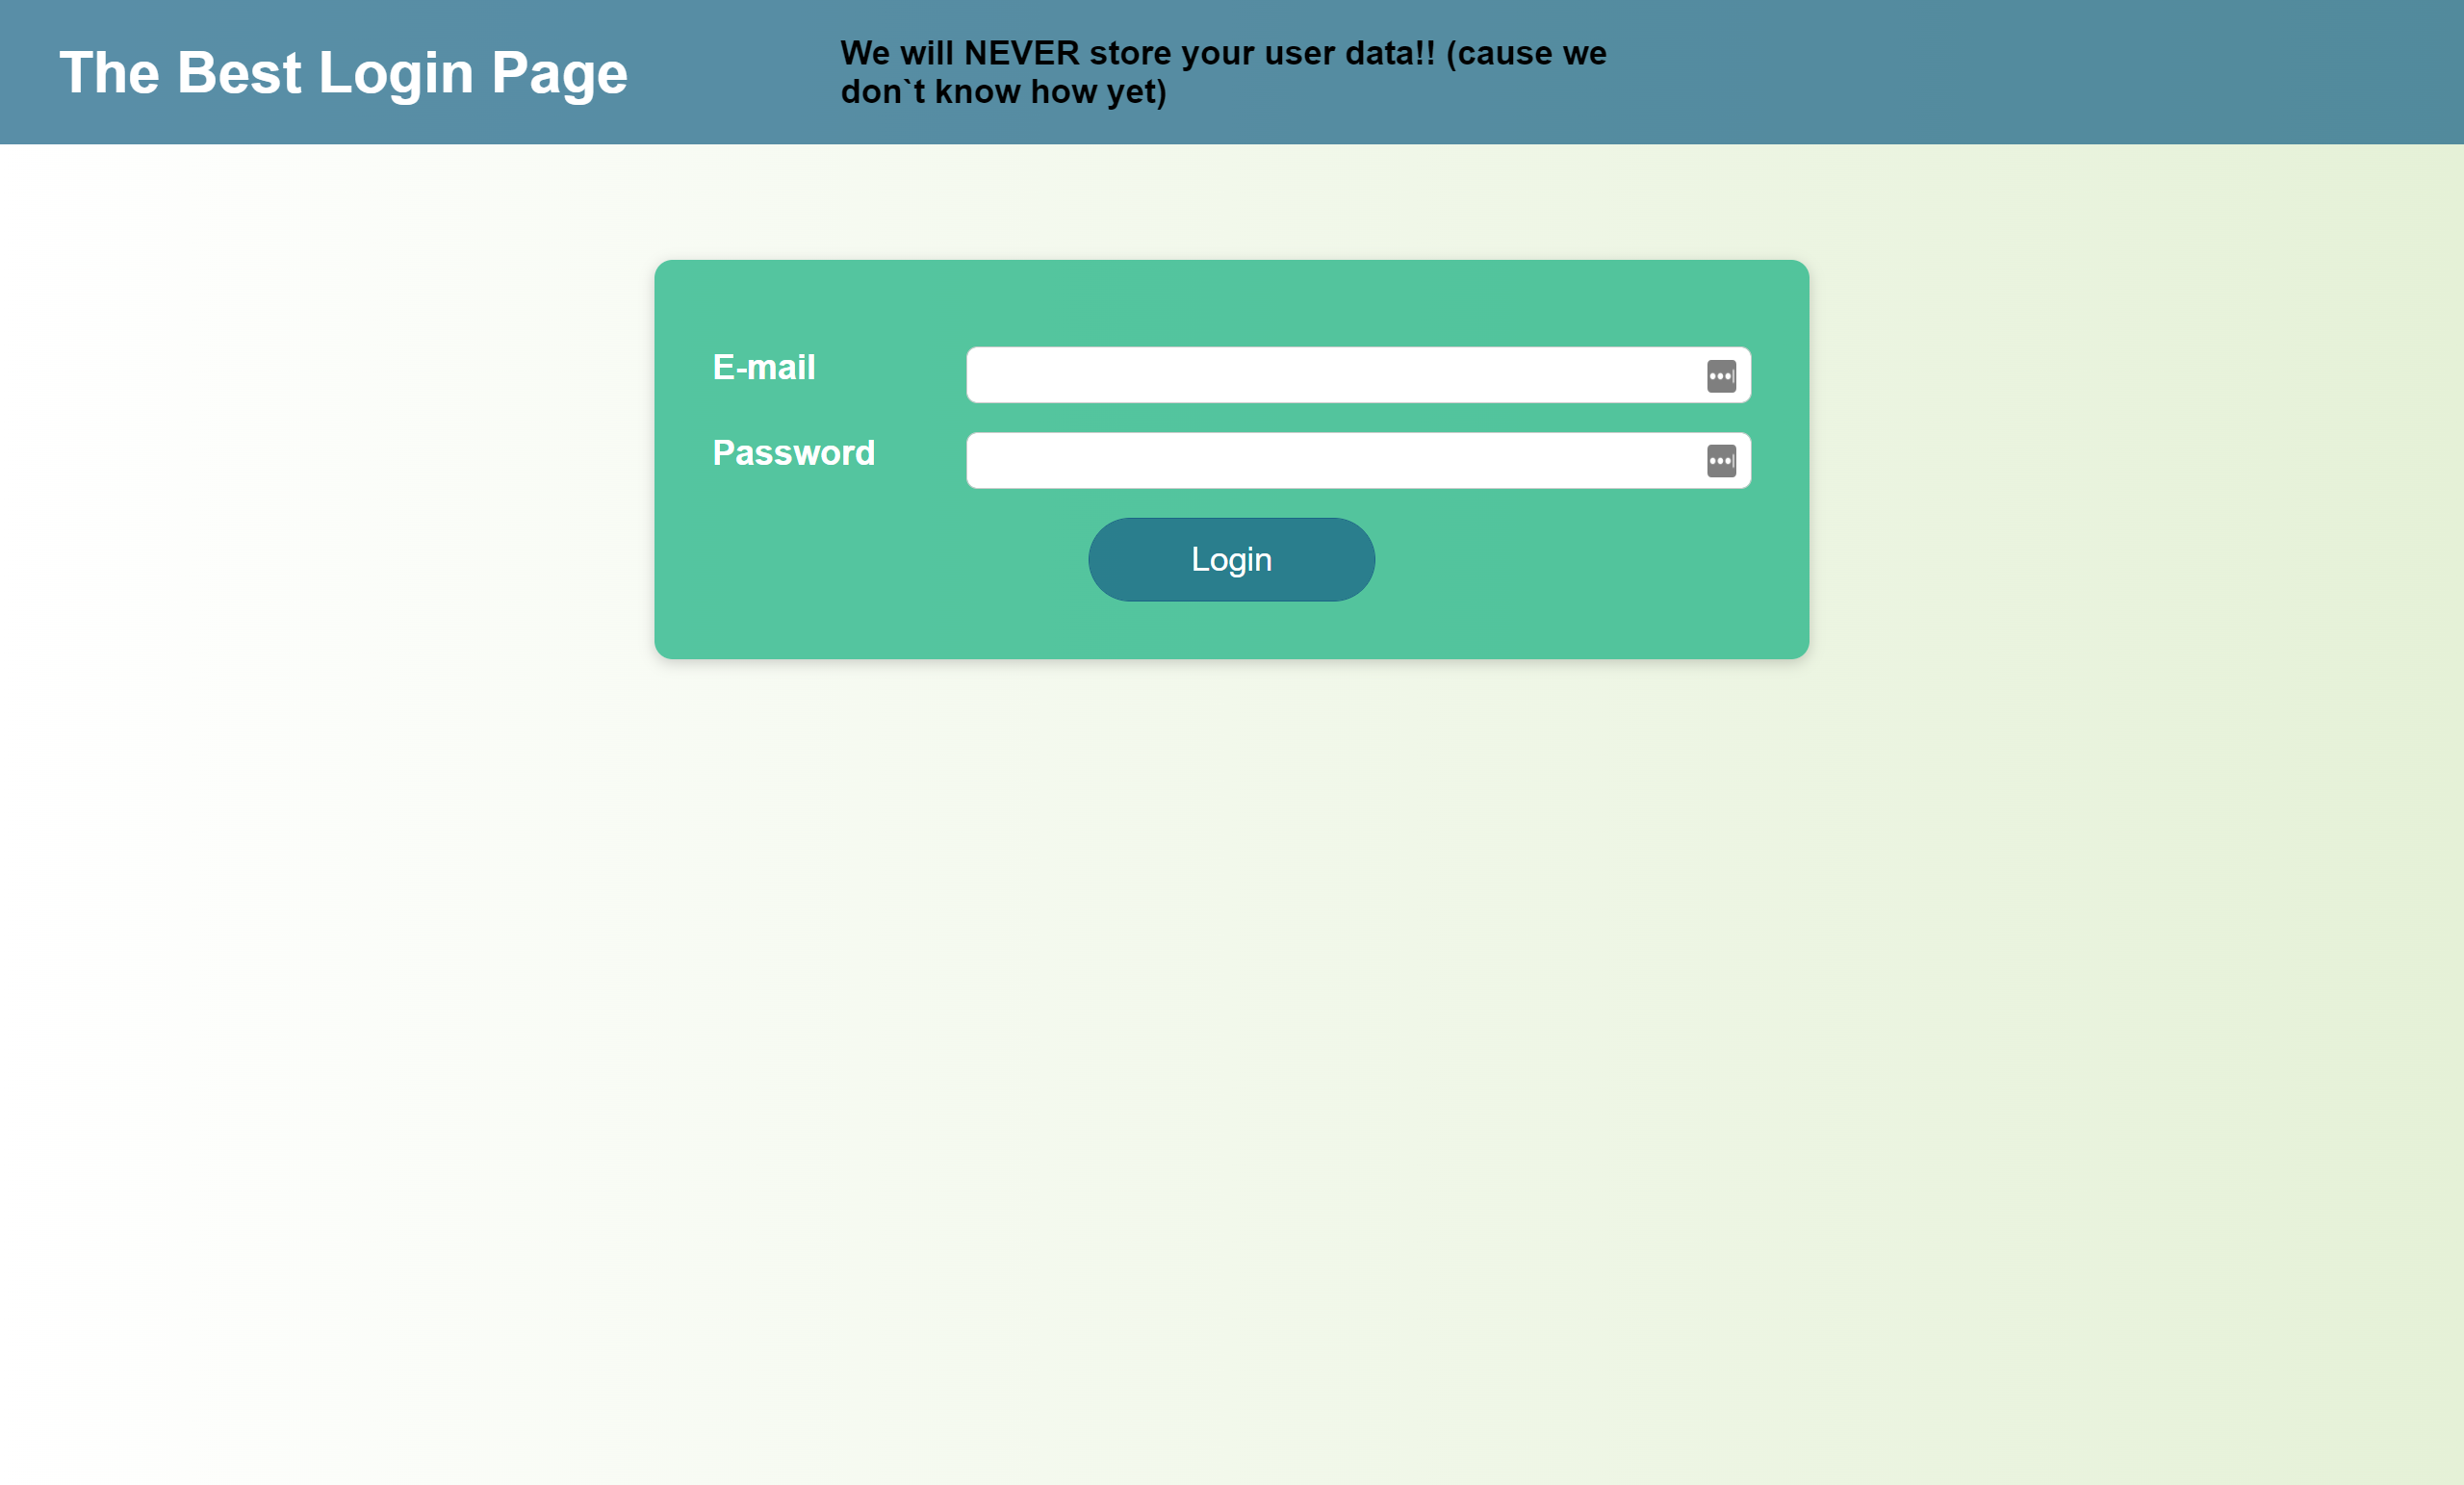 The Best Login Page
We will NEVER store your user data!! (cause we
don`t know how yet)
E-mail
Password
Login